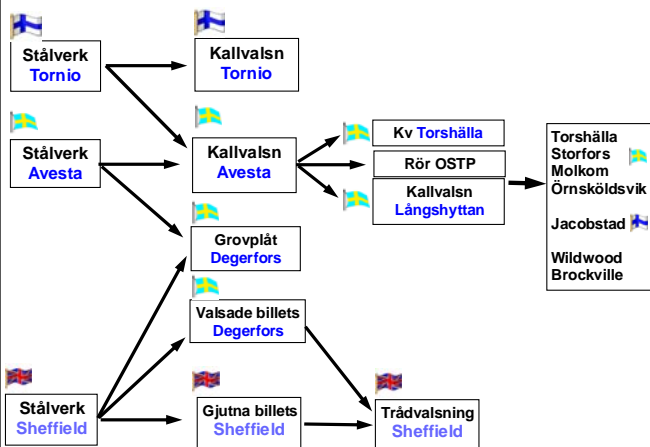 Stålverk
Tornio
Kallvalsn
Tornio
Stålverk
Avesta
Kallvalsn
Avesta
Kv Torshälla
Rör OSTP
Kallvalsn
Långshyttan
Torshälla
Storfors
Molkom
Örnsköldsvik
Jacobstad
Wildwood
Brockville
Grovplåt
Degerfors
Valsade billets
Degerfors
Stålverk
Sheffield
Gjutna billets
Sheffield
Trådvalsning
Sheffield